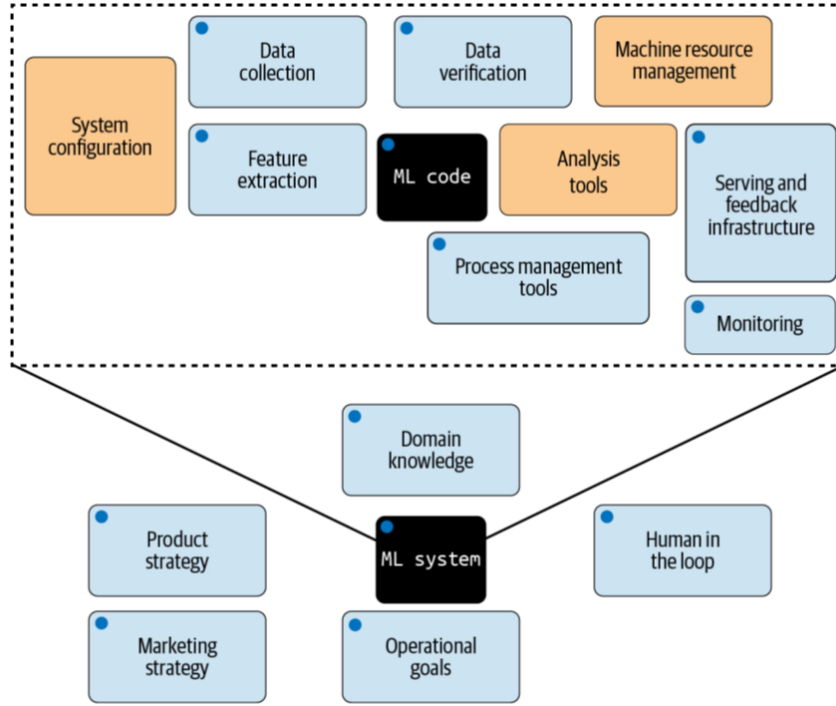 Data
collection
Data
verification
Machine resource
management
System
configuration
Feature
extraction
ML code
Analysis
tools
Serving and
feedback
infrastructure
Process management
tools
Monitoring
Domain
knowledge
Product
strategy
ML system
Human in
the loop
Marketing
strategy
Operational
goals